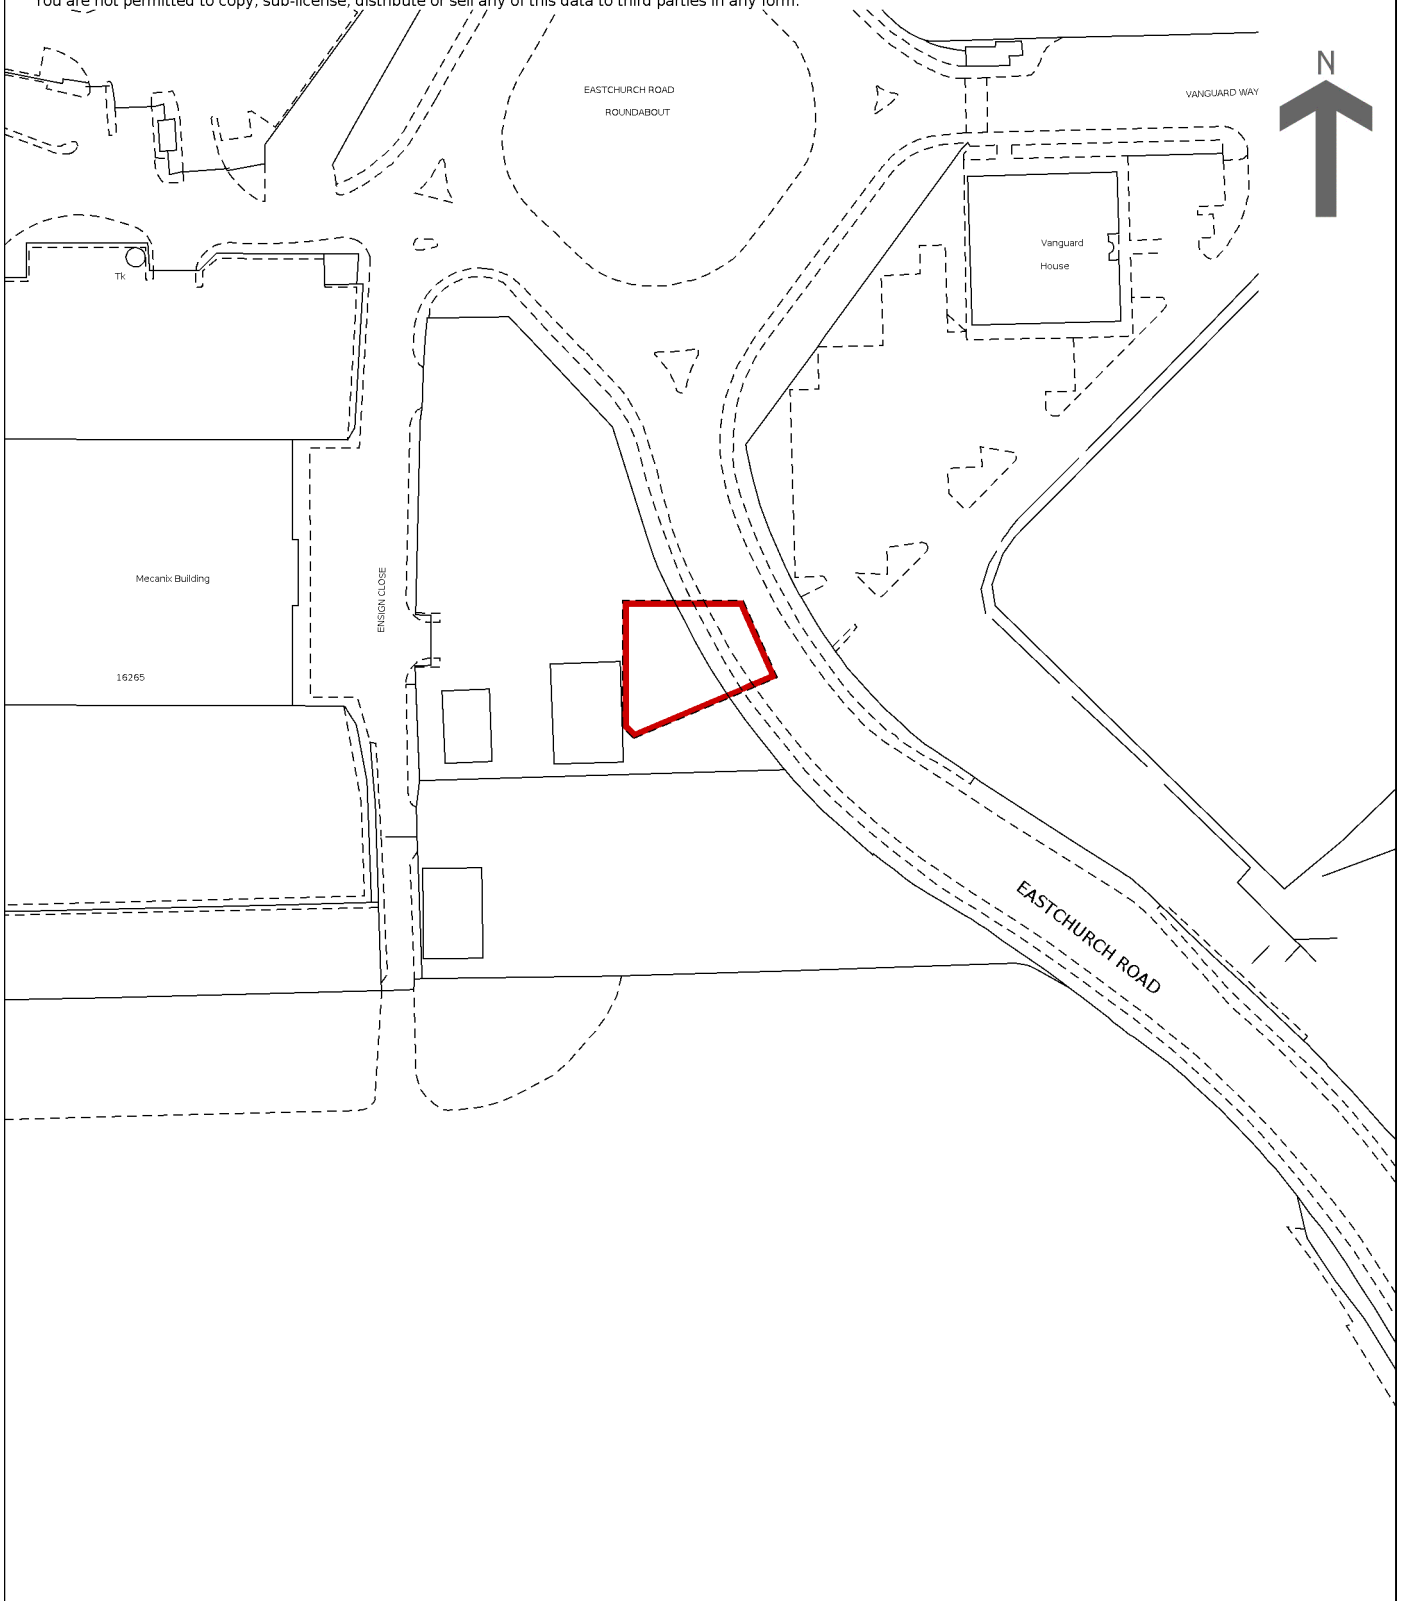 You are not permitted to copy, sub-license, distribute or sell any of this data to third parties in any form.
N
EASTCHURCH ROAD
ROUNDABOUT
VANGUARD WAY
Vanguard
House
Tk
Mecanix Building
ENSIGN CLOSE
16265
EASTCHURCH ROAD